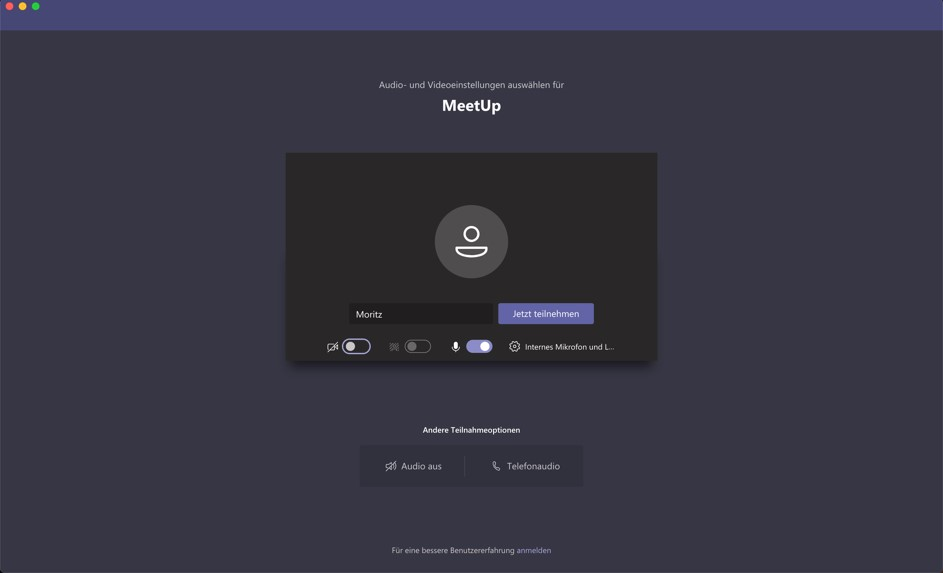 Audio- und Videoeinstellungen auswählen für
MeetUp
Moritz
Jetzt teilnehmen
Internes Mikrofon und L...
Andere Teilnahmeoptionen
Audio aus
Telefonaudio
Für eine bessere Benutzererfahrung anmelden